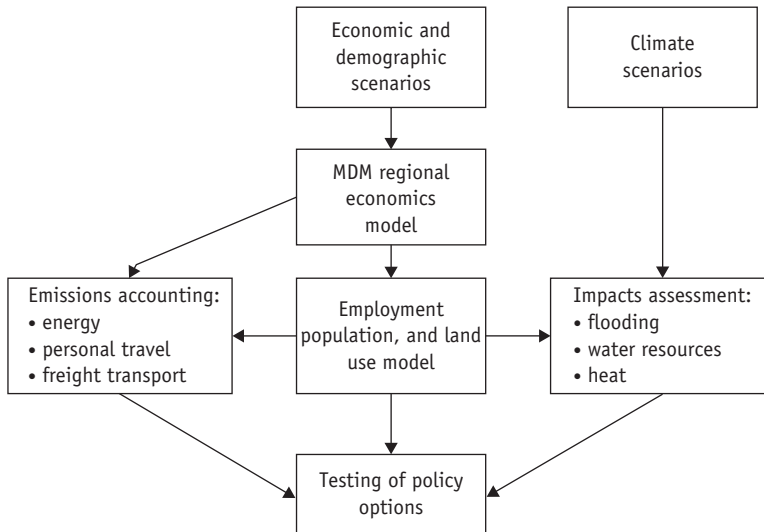 Economic and
demographic
scenarios
Climate
scenarios
MDM regional
economics
model
Emissions accounting:
• energy
• personal travel
• freight transport
Employment
population, and land
use model
Impacts assessment:
• flooding
• water resources
• heat
Testing of policy
options